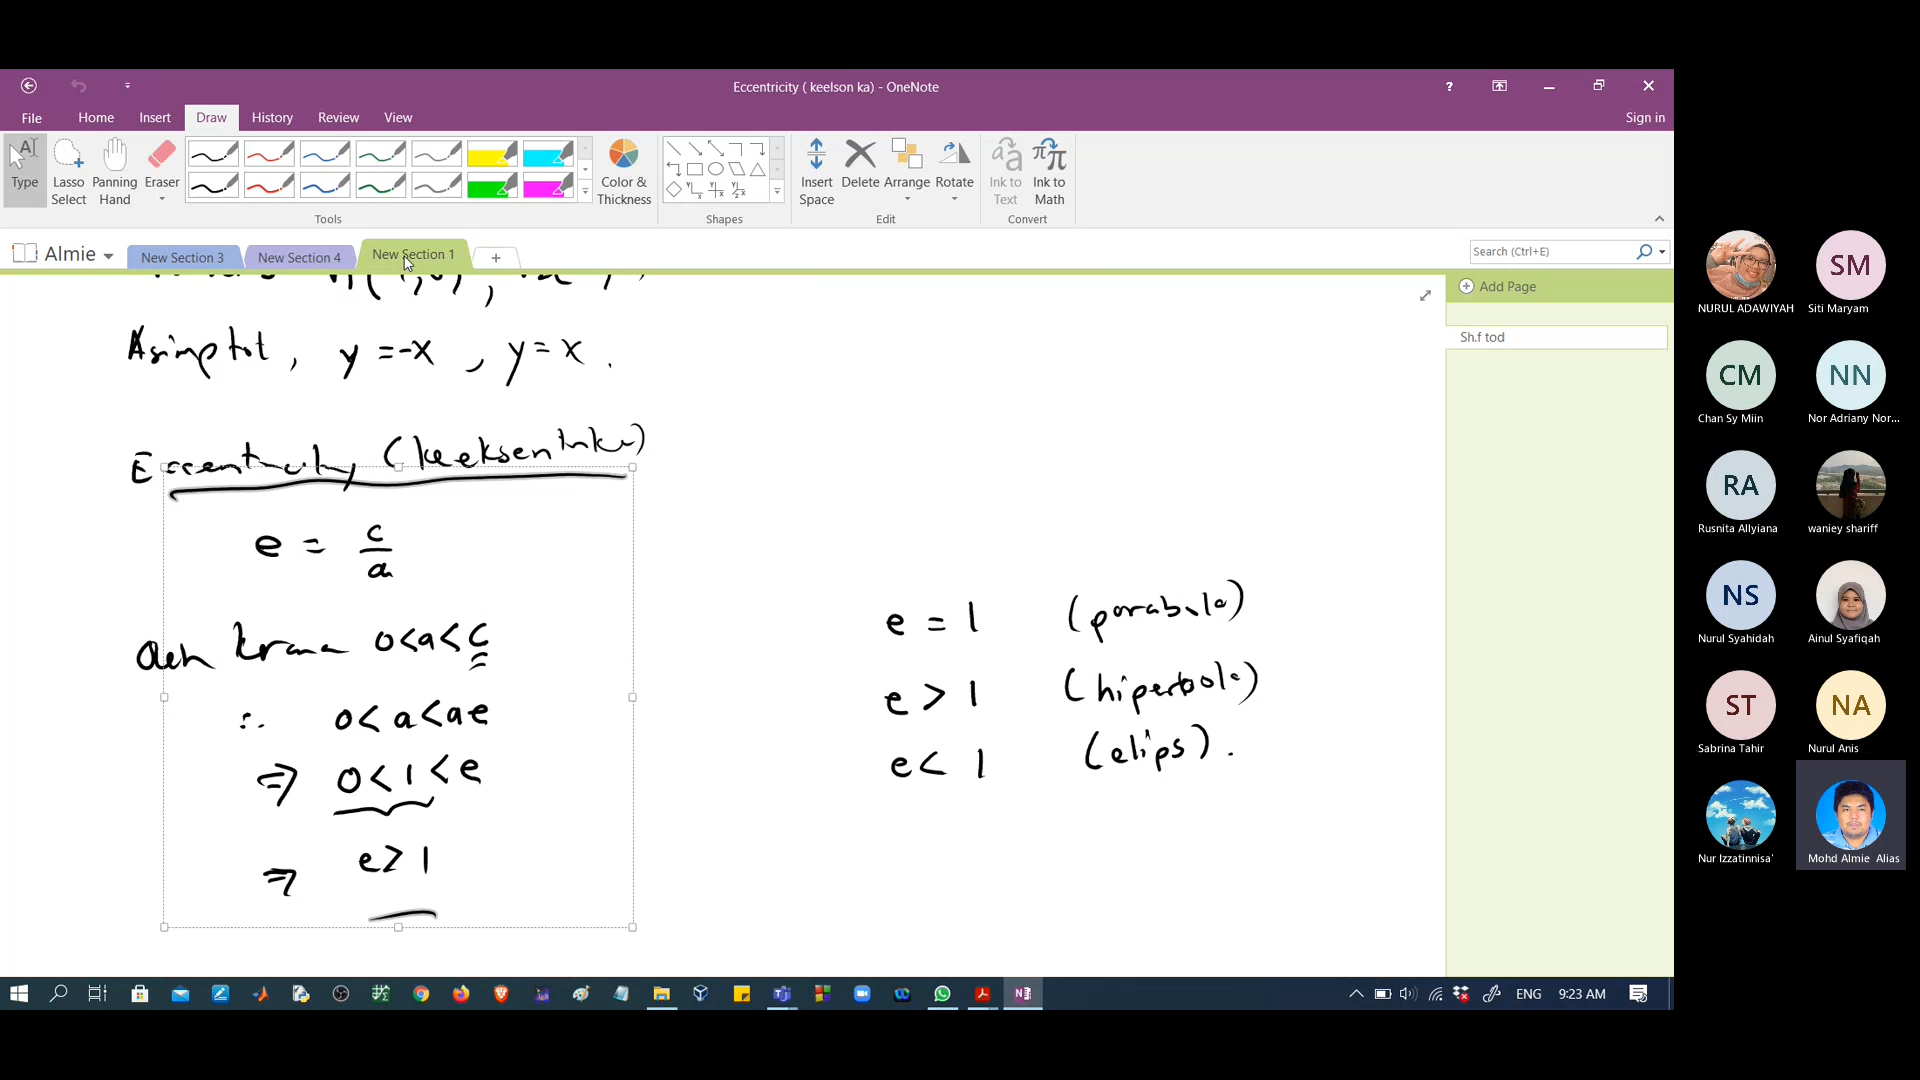 Eccentricity ( keelson ka) - OneNote
File Home Insert Draw History Review View Sign in
Type
Lasso Select
Panning Hand
Eraser
Color & Thickness
Insert Space
Delete
Arrange
Rotate
Ink to Text
Ink to Math
Tools Shapes Edit Convert
Almie New Section 3 New Section 4 New Section 1 + Search (Ctrl+E)
Add Page
Sh.f tod
Asimptot, y = -x , y = x .
Eccentricity (keeksentrikan)
e = c/a
Oleh krana 0<a<c
∴ 0< a<ae
⇒ 0<1<e
⇒ e>1
e = 1 (parabola)
e > 1 (hiperbola)
e < 1 (elips) .
NURUL ADAWIYAH
SM
Siti Maryam
CM
Chan Sy Miin
NN
Nor Adriany Nor...
RA
Rusnita Allyiana
waniey shariff
NS
Nurul Syahidah
Ainul Syafiqah
ST
Sabrina Tahir
NA
Nurul Anis
Nur Izzatinnisa'
Mohd Almie Alias
ENG 9:23 AM